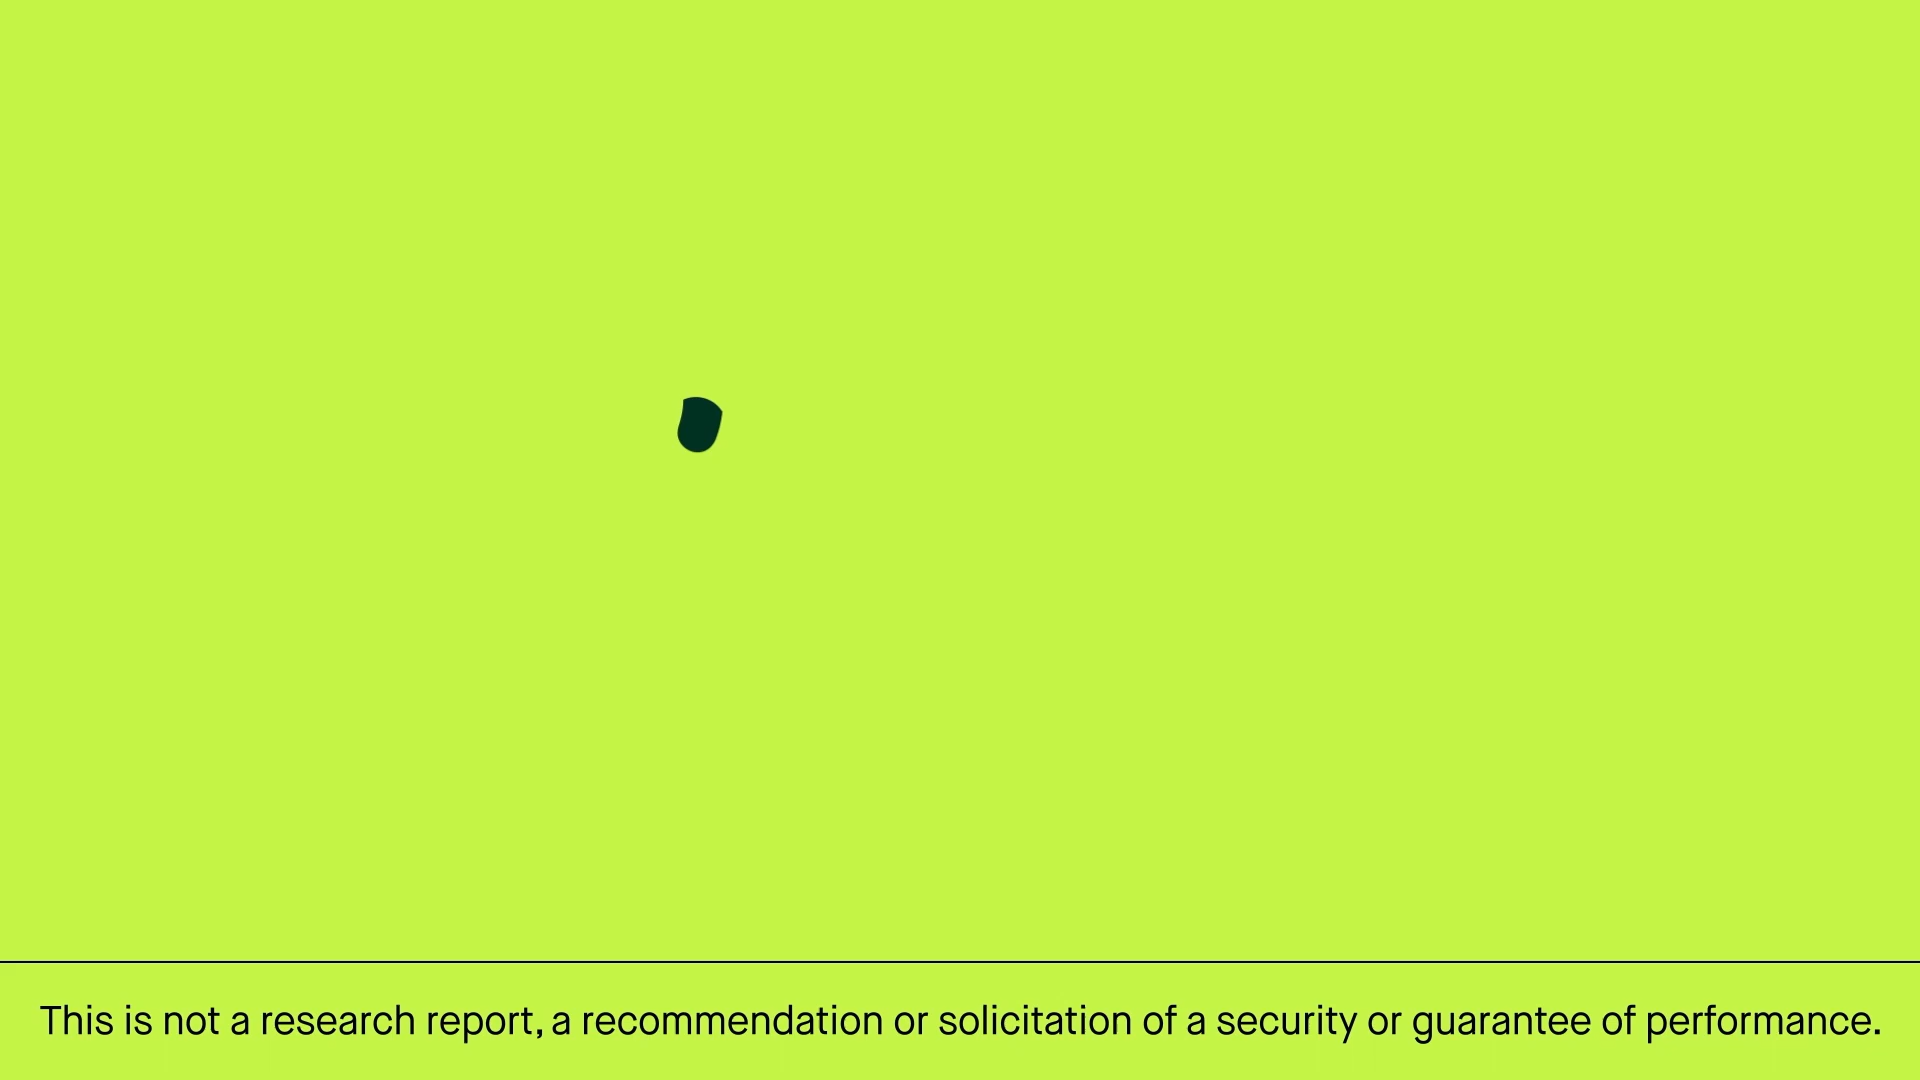 This is not a research report, a recommendation or solicitation of a security or guarantee of performance.